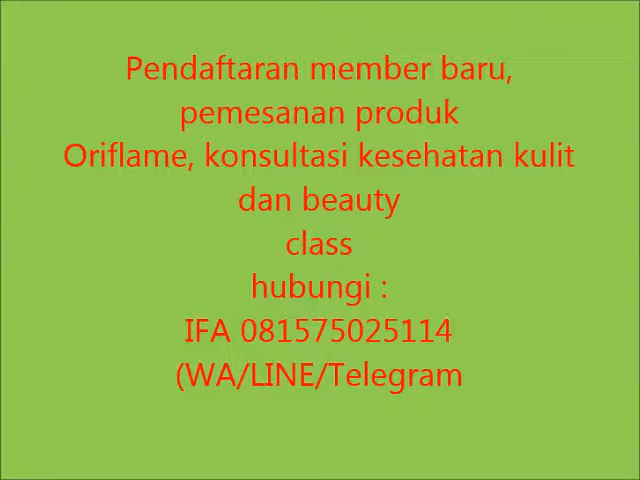 Pendaftaran member baru,
pemesanan produk
Oriflame, konsultasi kesehatan kulit
dan beauty
class
hubungi :
IFA 081575025114
(WA/LINE/Telegram